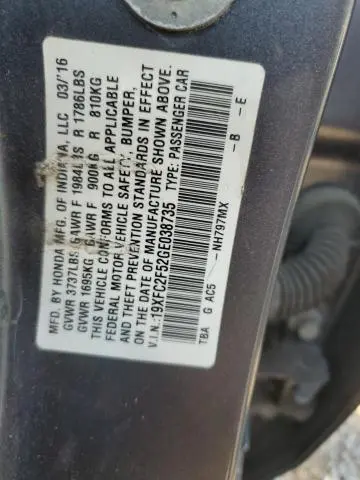 MFD. BY HONDA MFG. OF INDIANA, LLC 03/'16
GVWR 3737LBS GAWR F 1984LBS R 1786LBS
GVWR 1695KG GAWR F 900KG R 810KG
THIS VEHICLE CONFORMS TO ALL APPLICABLE
FEDERAL MOTOR VEHICLE SAFETY, BUMPER,
AND THEFT PREVENTION STANDARDS IN EFFECT
ON THE DATE OF MANUFACTURE SHOWN ABOVE.
V.I.N.:19XFC2F52GE038735 TYPE: PASSENGER CAR
TBA G AC5 -NH797MX -B -E